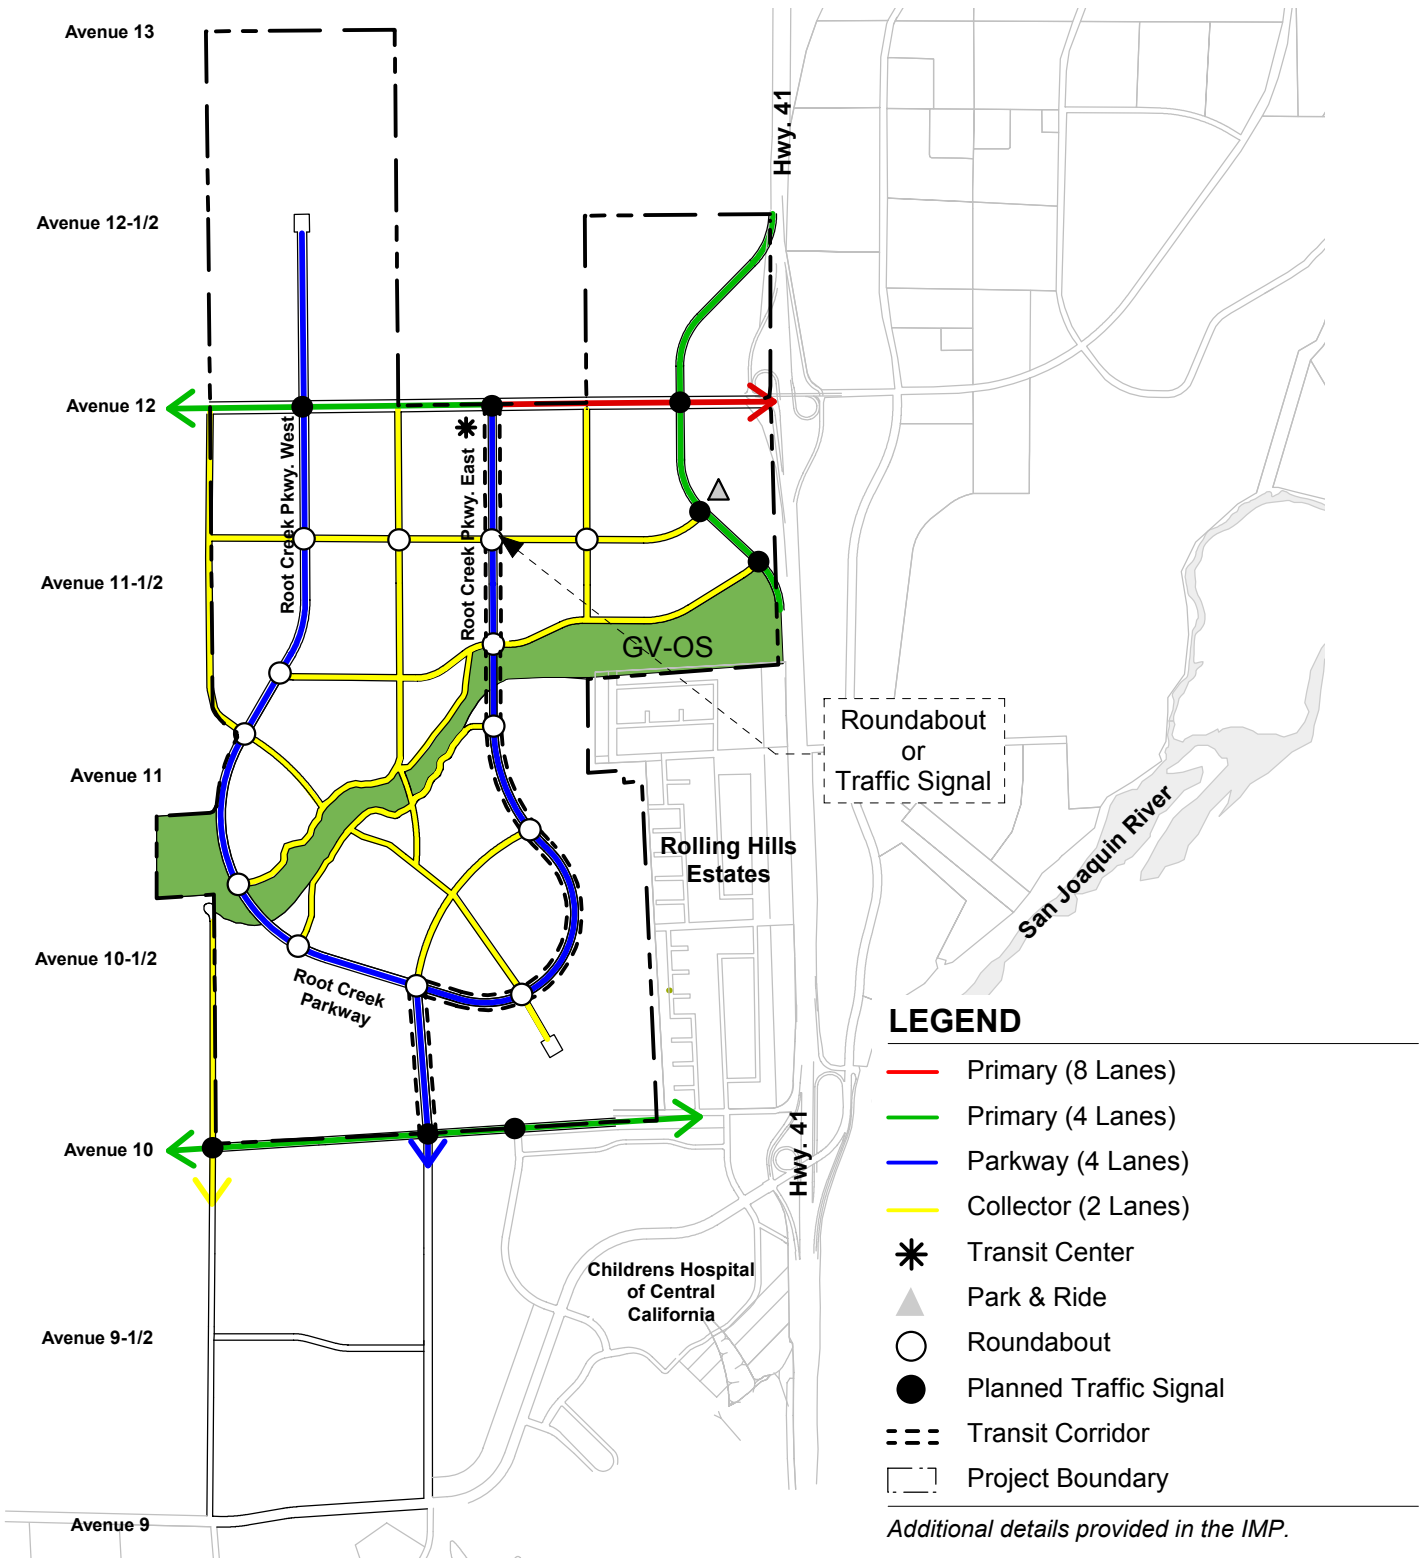 Avenue 13
Hwy. 41
Avenue 12-1/2
Avenue 12
Root Creek Pkwy. West
Root Creek Pkwy. East
Avenue 11-1/2
GV-OS
Roundabout
or
Traffic Signal
Avenue 11
San Joaquin River
Rolling Hills
Estates
Avenue 10-1/2
Root Creek
Parkway
Avenue 10
Hwy. 41
Childrens Hospital
of Central
California
Avenue 9-1/2
Avenue 9
LEGEND
Primary (8 Lanes)
Primary (4 Lanes)
Parkway (4 Lanes)
Collector (2 Lanes)
Transit Center
Park & Ride
Roundabout
Planned Traffic Signal
Transit Corridor
Project Boundary
Additional details provided in the IMP.